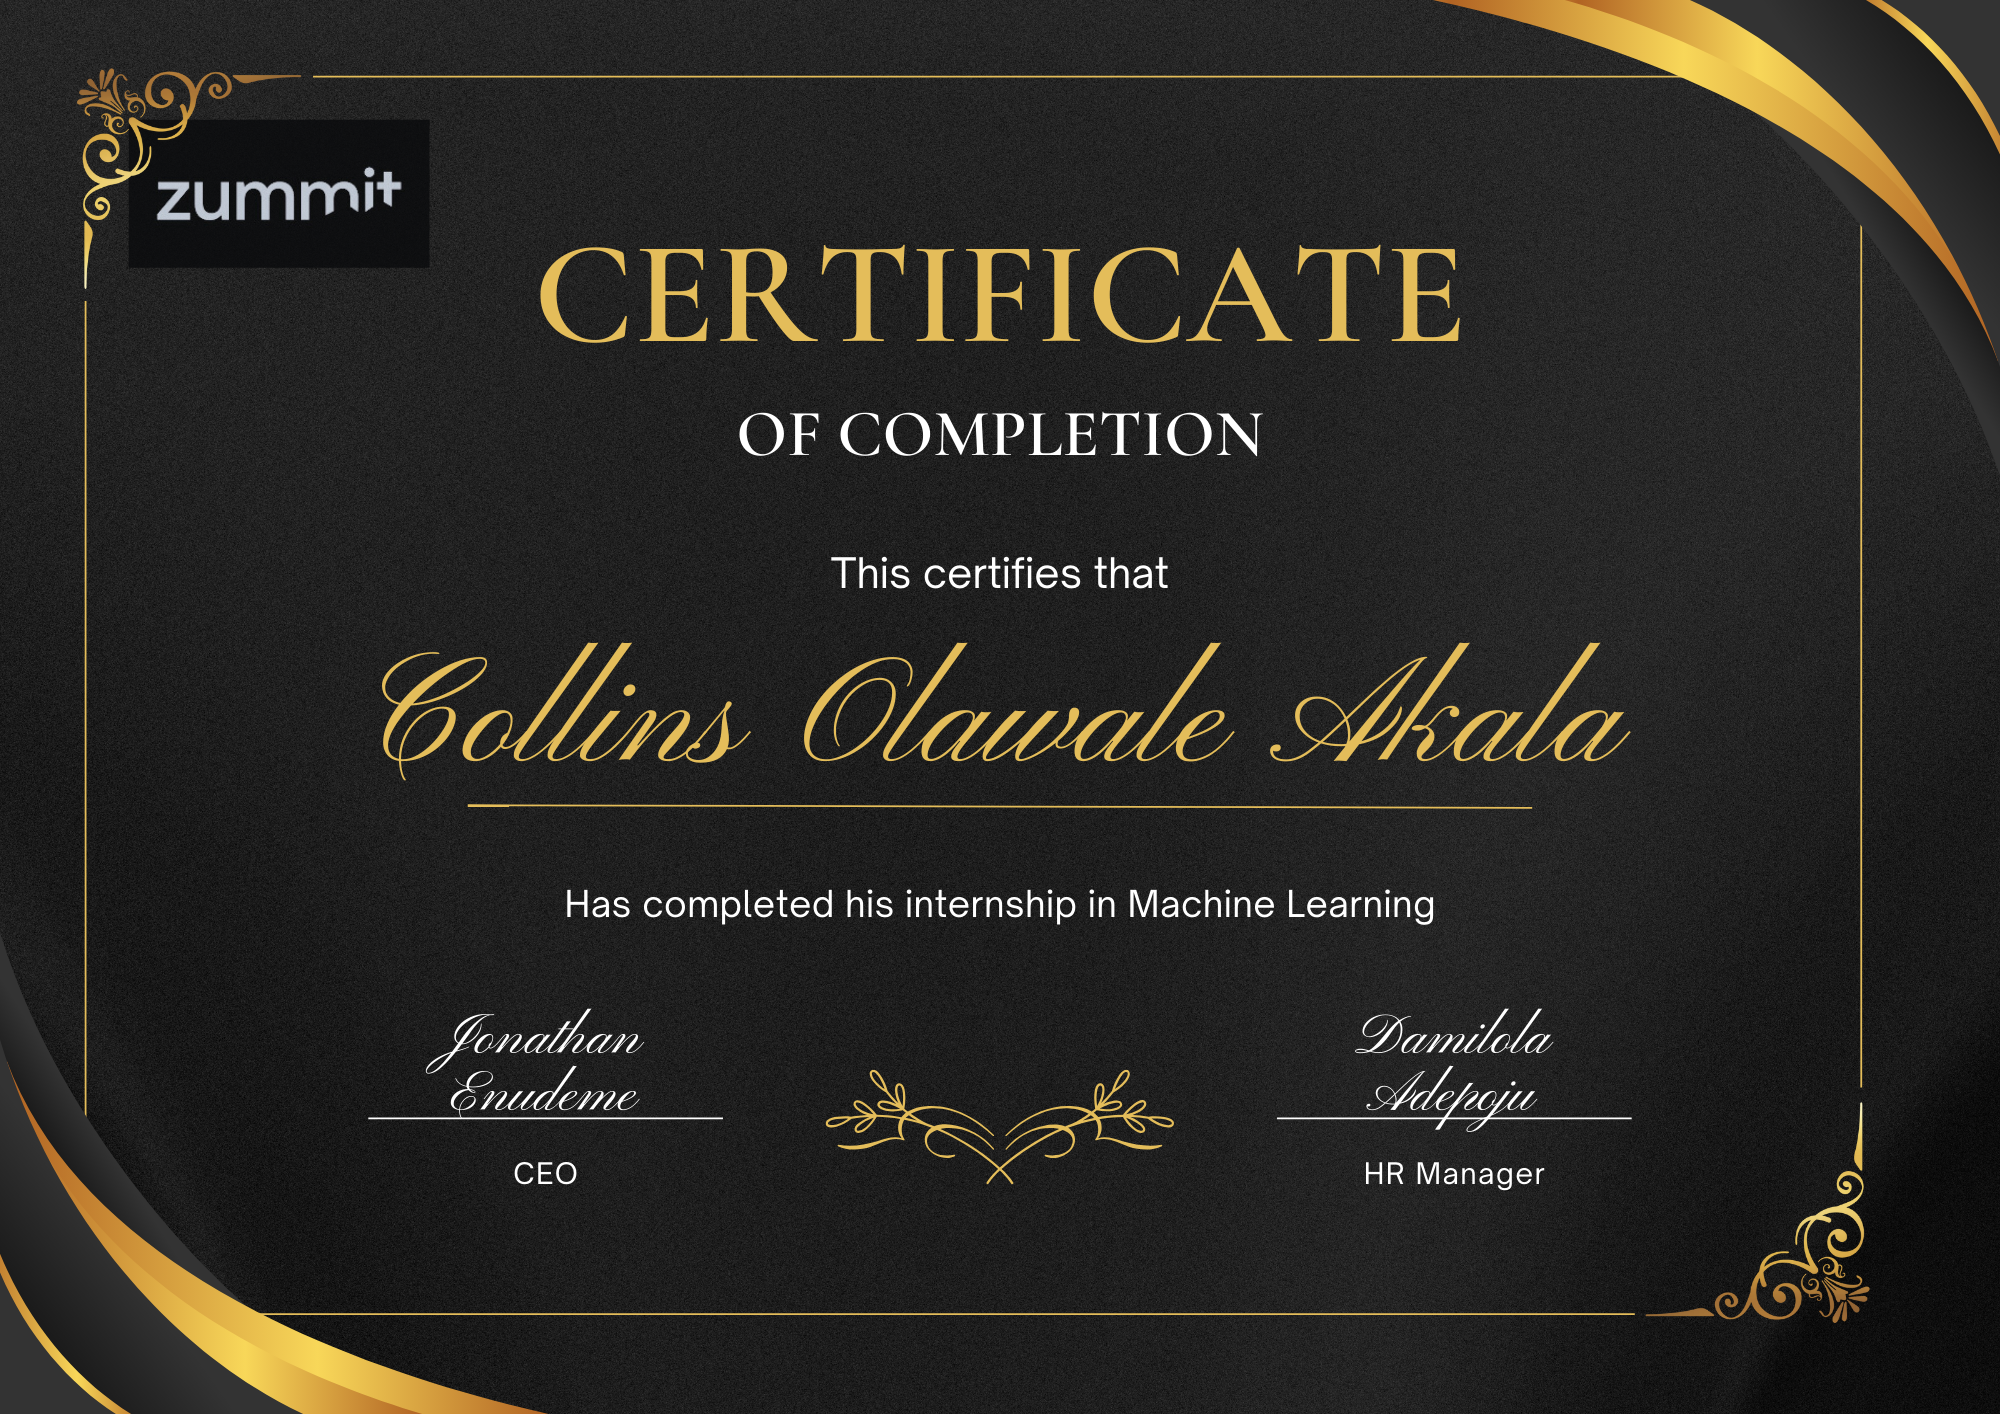 zummit
CERTIFICATE
OF COMPLETION
This certifies that
Collins Olawale Akala
Has completed his internship in Machine Learning
Jonathan
Enudeme
CEO
Damilola
Adepoju
HR Manager